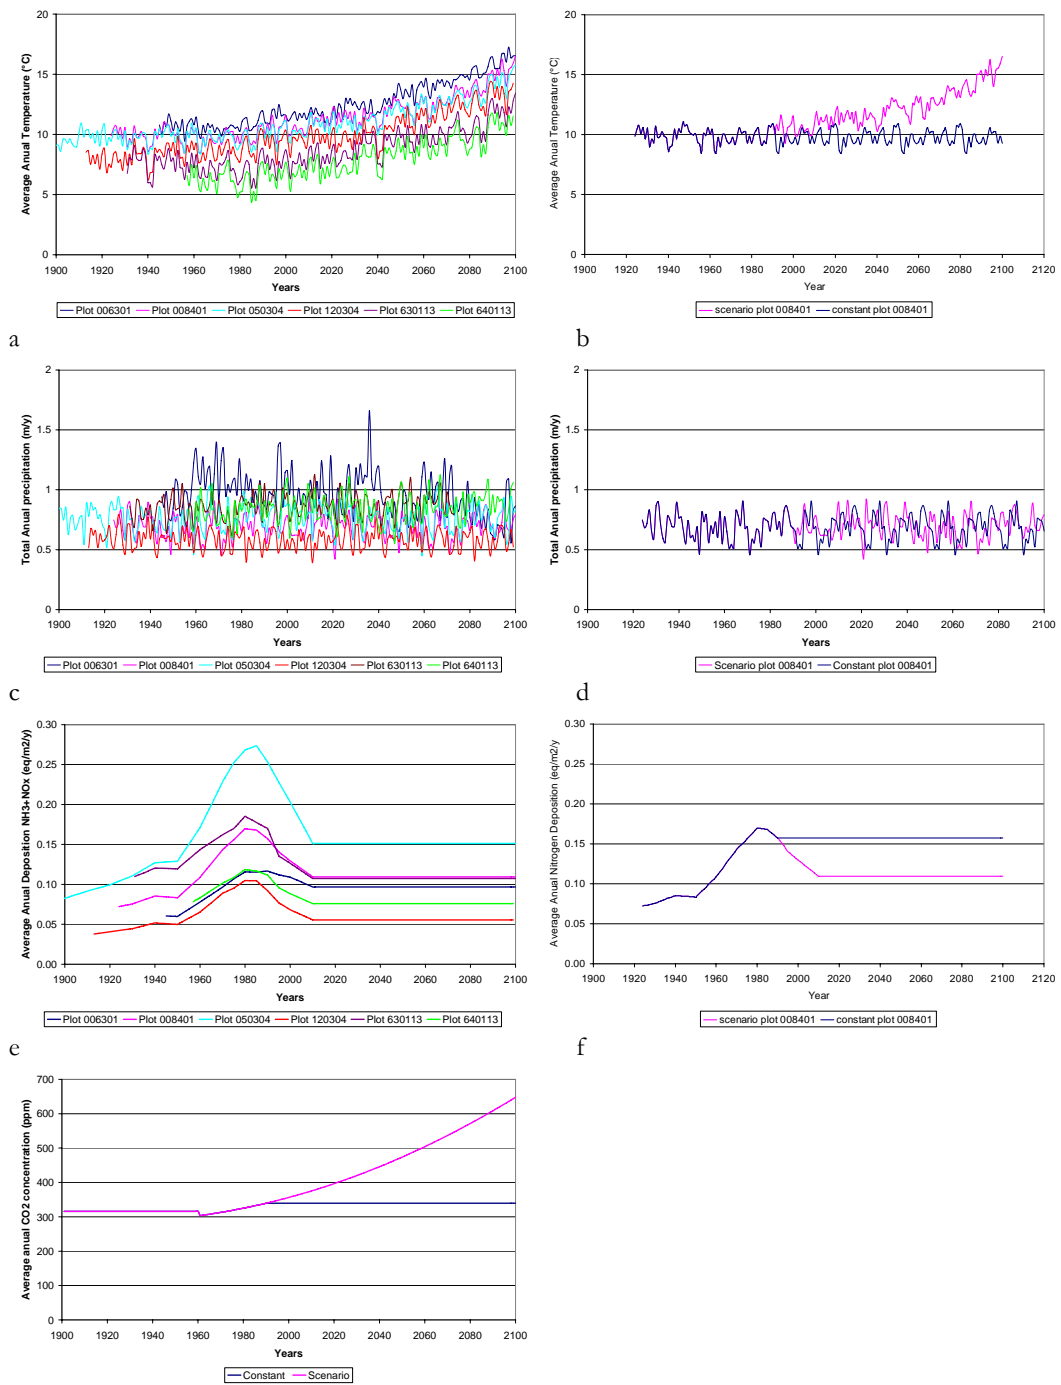 Average Anual Temperature (°C)
20
15
10
5
0
1900 1920 1940 1960 1980 2000 2020 2040 2060 2080 2100
Years
Plot 006301 Plot 008401 Plot 050304 Plot 120304 Plot 630113 Plot 640113
a
Average Anual Temperature (°C)
20
15
10
5
0
1900 1920 1940 1960 1980 2000 2020 2040 2060 2080 2100 2120
Year
scenario plot 008401 constant plot 008401
b
Total Anual precipitation (m/y)
2
1.5
1
0.5
0
1900 1920 1940 1960 1980 2000 2020 2040 2060 2080 2100
Years
Plot 006301 Plot 008401 Plot 050304 Plot 120304 Plot 630113 Plot 640113
c
Total Anual precipitation (m/y)
2
1.5
1
0.5
0
1900 1920 1940 1960 1980 2000 2020 2040 2060 2080 2100
Years
Scenario plot 008401 Constant plot 008401
d
Average Anual Deposition NH3+NOx (eq/m2/y)
0.30
0.25
0.20
0.15
0.10
0.05
0.00
1900 1920 1940 1960 1980 2000 2020 2040 2060 2080 2100
Years
Plot 006301 Plot 008401 Plot 050304 Plot 120304 Plot 630113 Plot 640113
e
Average Anual Nitrogen Deposition (eq/m2/y
0.30
0.25
0.20
0.15
0.10
0.05
0.00
1900 1920 1940 1960 1980 2000 2020 2040 2060 2080 2100 2120
Year
scenario plot 008401 constant plot 008401
f
Average anual CO2 concentration (ppm)
700
600
500
400
300
200
100
0
1900 1920 1940 1960 1980 2000 2020 2040 2060 2080 2100
Years
Constant Scenario